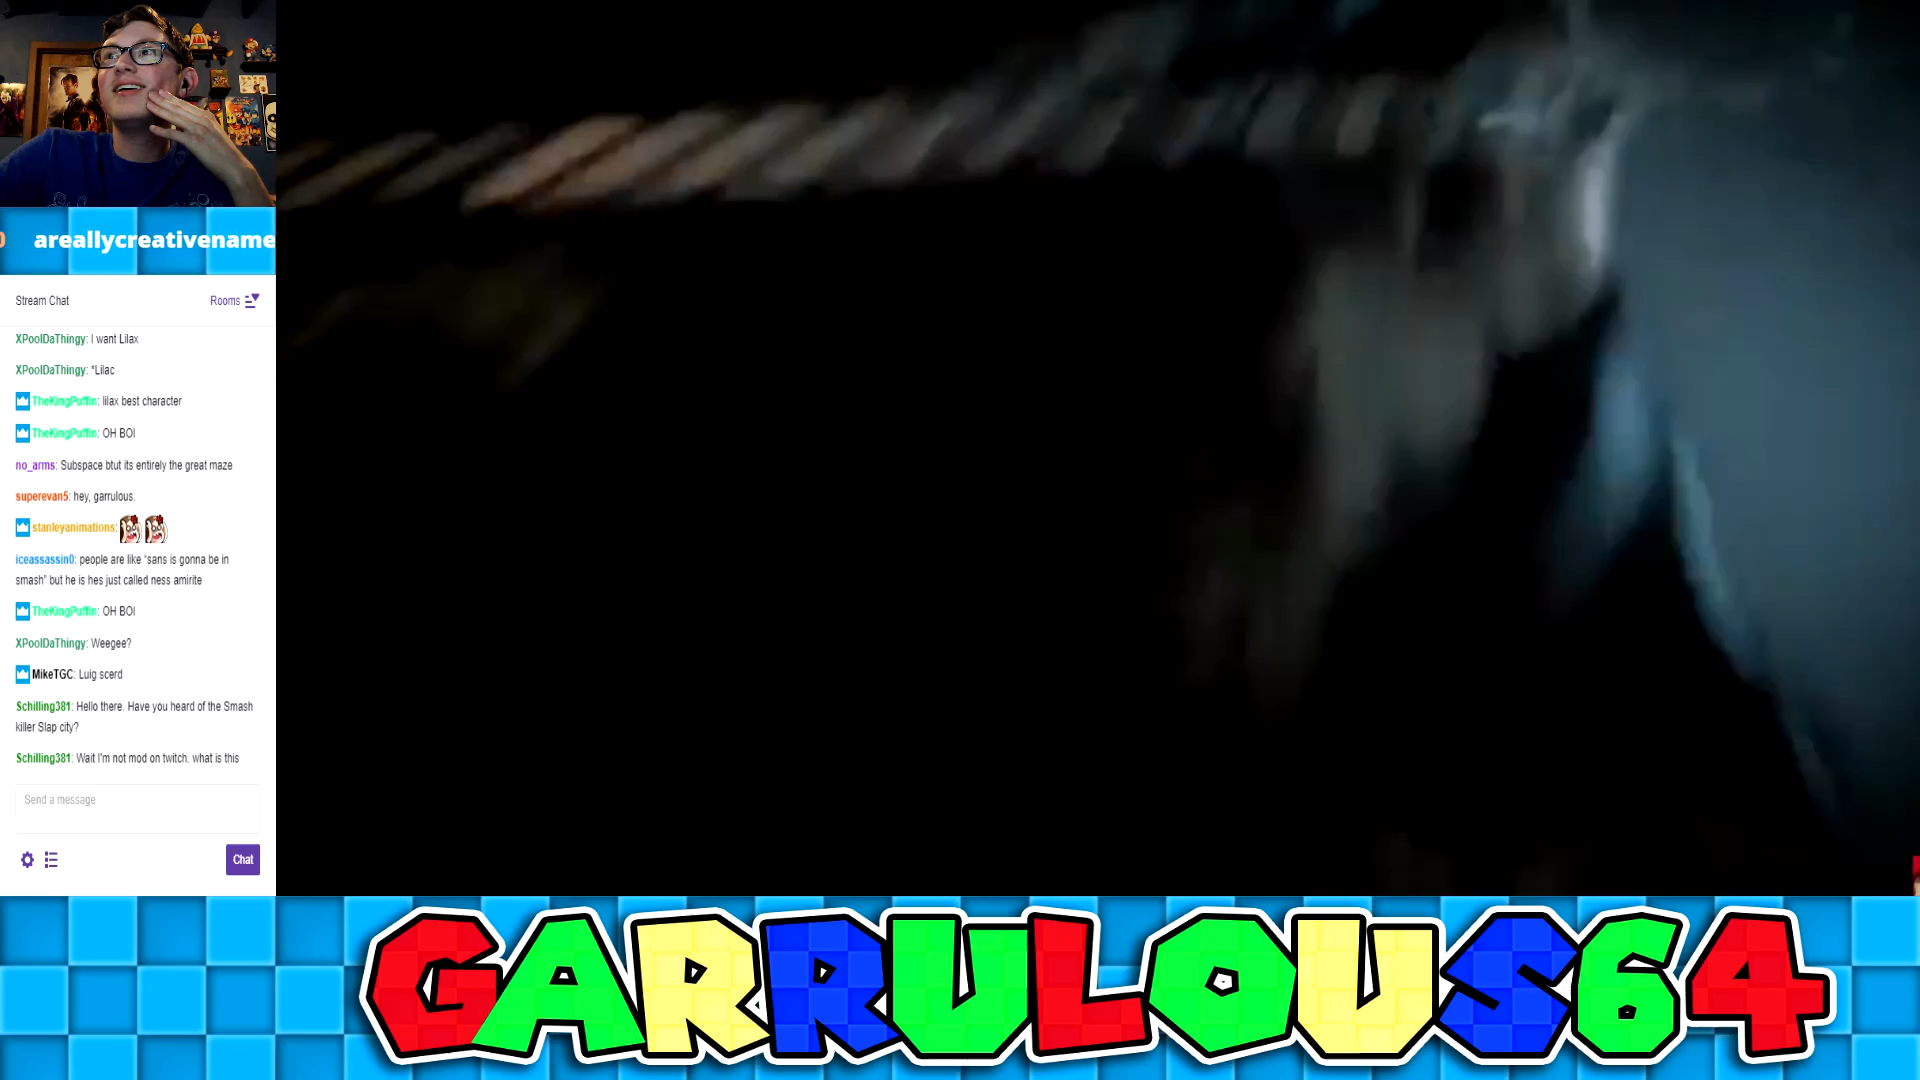 areallycreativename
Stream Chat
Rooms
XPoolDaThingy: I want Lilax
XPoolDaThingy: *Lilac
TheKingPuffin: lilax best character
TheKingPuffin: OH BOI
no_arms: Subspace btut its entirely the great maze
superevan5: hey, garrulous.
stanleyanimations:
iceassassin0: people are like "sans is gonna be in
smash" but he is hes just called ness amirite
TheKingPuffin: OH BOI
XPoolDaThingy: Weegee?
MikeTGC: Luig scerd
Schilling381: Hello there. Have you heard of the Smash
killer Slap city?
Schilling381: Wait I'm not mod on twitch. what is this
Send a message
Chat
GARRULOUS64